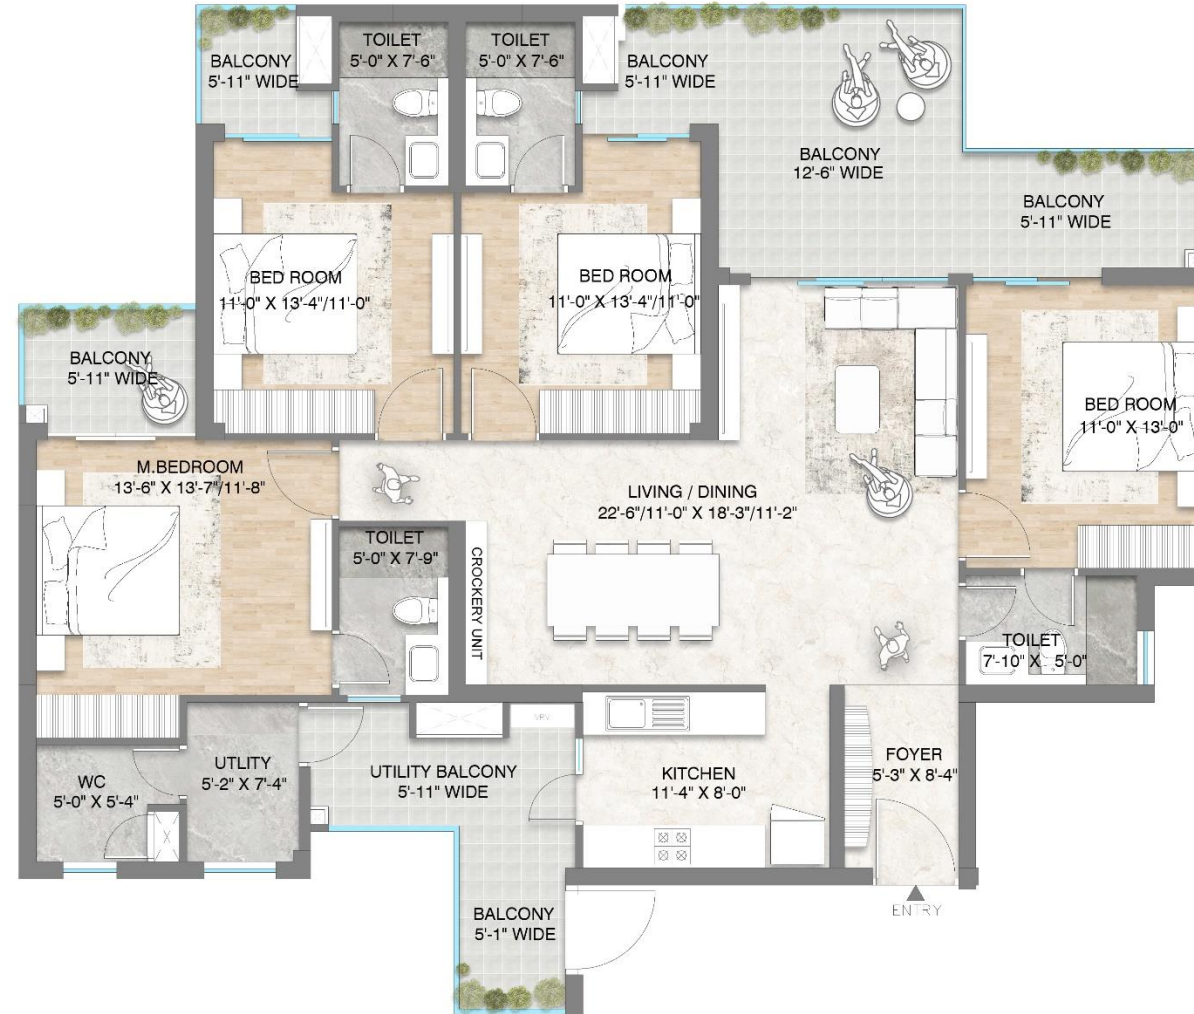 BALCONY
5'-11" WIDE
TOILET
5'-0" X 7'-6"
TOILET
5'-0" X 7'-6"
BALCONY
5'-11" WIDE
BALCONY
12'-6" WIDE
BALCONY
5'-11" WIDE
BED ROOM
11'-0" X 13'-4"/11'-0"
BED ROOM
11'-0" X 13'-4"/11'-0"
BALCONY
5'-11" WIDE
BED ROOM
11'-0" X 13'-0"
M.BEDROOM
13'-6" X 13'-7"/11'-8"
LIVING / DINING
22'-6"/11'-0" X 18'-3"/11'-2"
TOILET
5'-0" X 7'-9"
CROCKERY UNIT
TOILET
7'-10" X 5'-0"
VRV
WC
5'-0" X 5'-4"
UTLITY
5'-2" X 7'-4"
UTILITY BALCONY
5'-11" WIDE
KITCHEN
11'-4" X 8'-0"
FOYER
5'-3" X 8'-4"
BALCONY
5'-1" WIDE
ENTRY